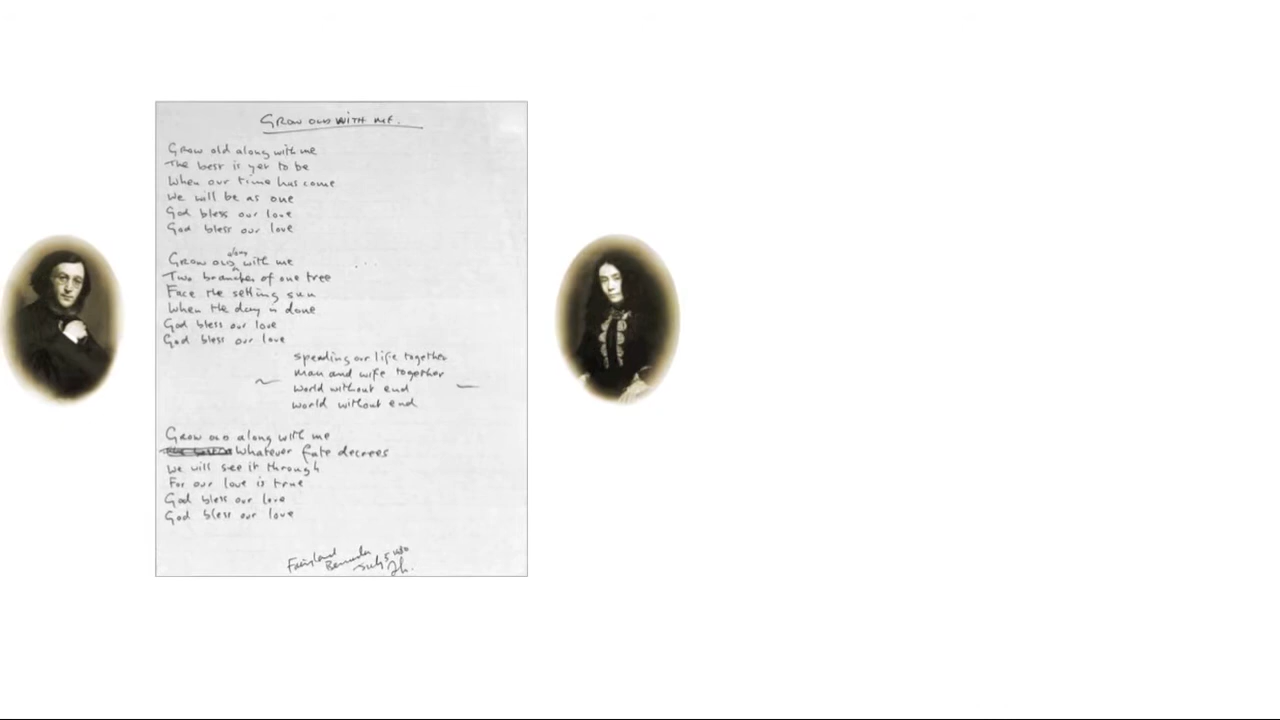 GROW OLD WITH ME.
Grow old along with me
The best is yet to be
When our time has come
We will be as one
God bless our love
God bless our love
along
Grow OLD with me
Two branches of one tree
Face the setting sun
When the day is done
God bless our love
God bless our love
spending our life together
man and wife together
world without end
world without end
Grow OLD along with me
Whatever fate decrees
We will see it through
For our love is true
God bless our love
God bless our love
Fairyland
Bermuda
July 5